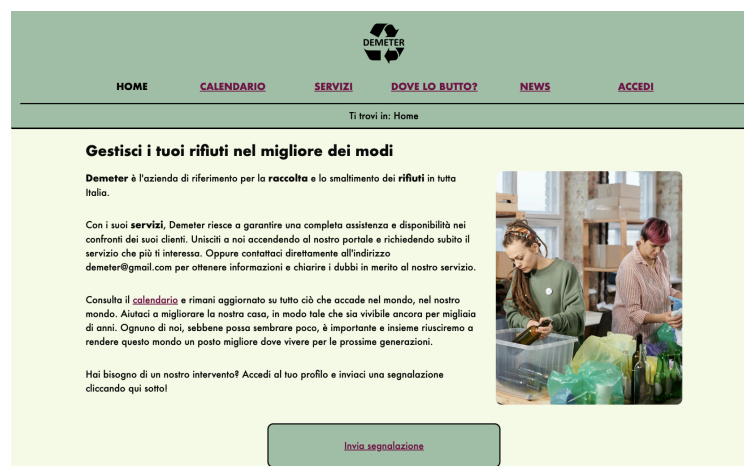 DEMETER
HOME CALENDARIO SERVIZI DOVE LO BUTTO? NEWS ACCEDI
Ti trovi in: Home
Gestisci i tuoi rifiuti nel migliore dei modi
Demeter è l'azienda di riferimento per la raccolta e lo smaltimento dei rifiuti in tutta
Italia.
Con i suoi servizi, Demeter riesce a garantire una completa assistenza e disponibilità nei
confronti dei suoi clienti. Unisciti a noi accendendo al nostro portale e richiedendo subito il
servizio che più ti interessa. Oppure contattaci direttamente all'indirizzo
demeter@gmail.com per ottenere informazioni e chiarire i dubbi in merito al nostro servizio.
Consulta il calendario e rimani aggiornato su tutto ciò che accade nel mondo, nel nostro
mondo. Aiutaci a migliorare la nostra casa, in modo tale che sia vivibile ancora per migliaia
di anni. Ognuno di noi, sebbene possa sembrare poco, è importante e insieme riusciremo a
rendere questo mondo un posto migliore dove vivere per le prossime generazioni.
Hai bisogno di un nostro intervento? Accedi al tuo profilo e inviaci una segnalazione
cliccando qui sotto!
Invia segnalazione